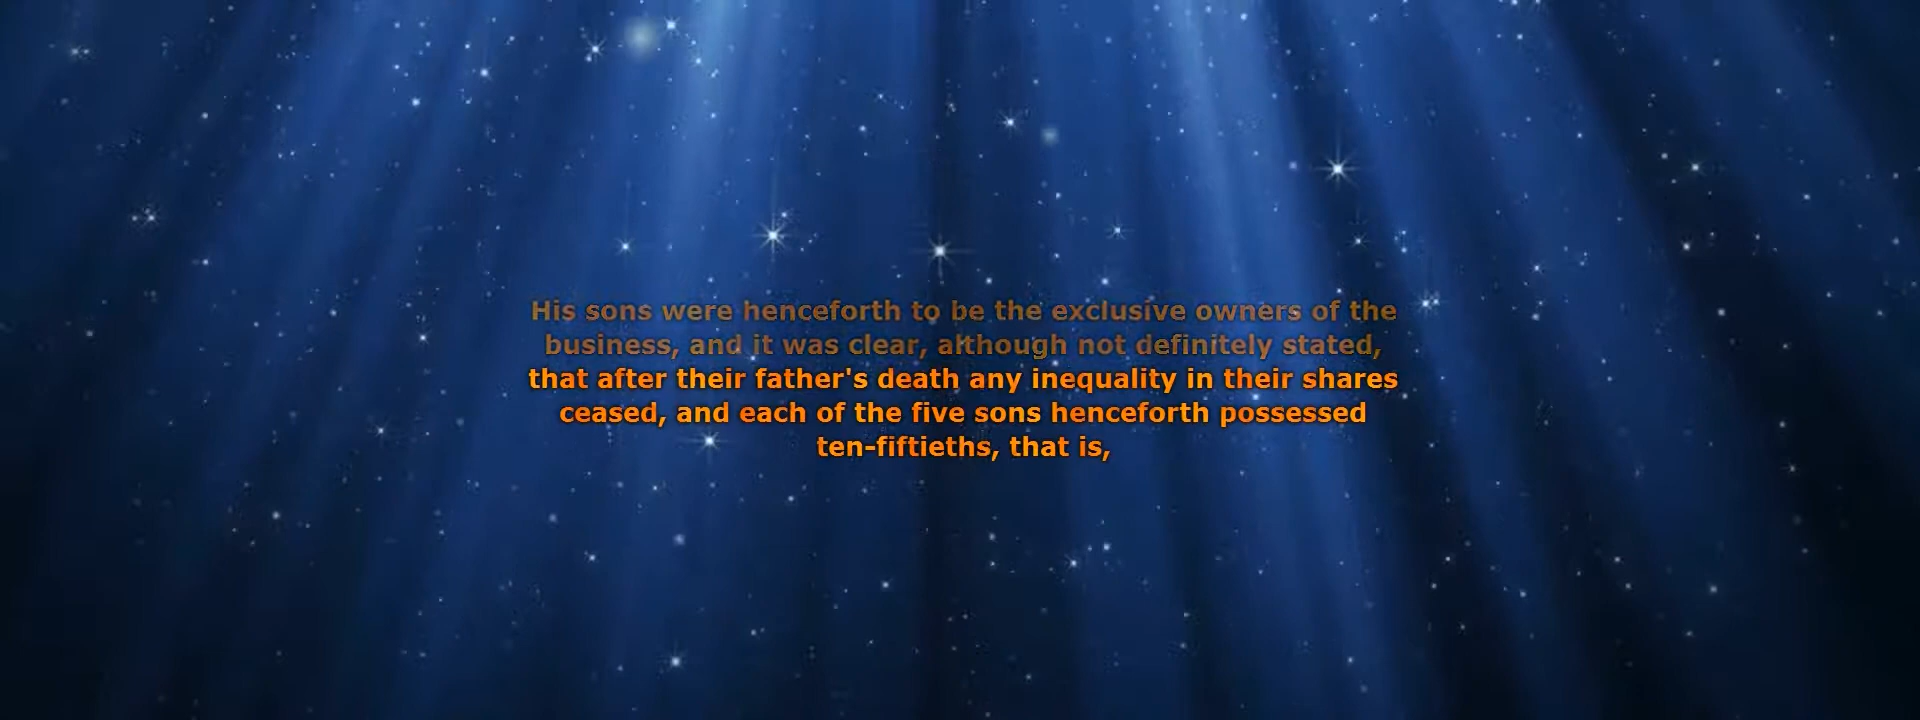 His sons were henceforth to be the exclusive owners of the
business, and it was clear, although not definitely stated,
that after their father's death any inequality in their shares
ceased, and each of the five sons henceforth possessed
ten-fiftieths, that is,